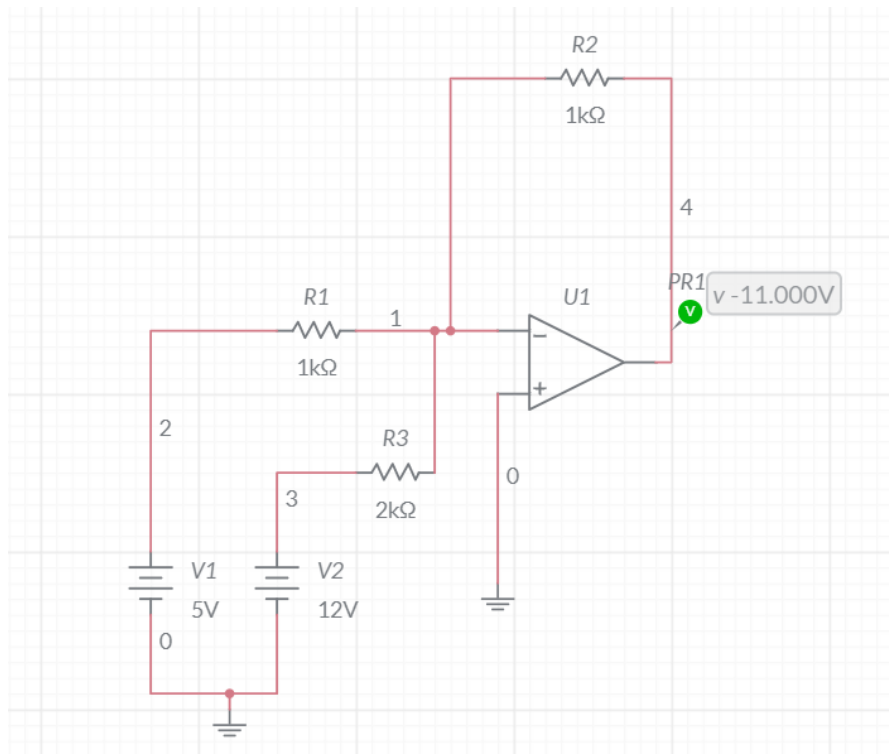 R2
1kΩ
4
PR1
v -11.000V
V
R1
1
U1
1kΩ
−
+
2
R3
3
2kΩ
0
V1
V2
5V
12V
0